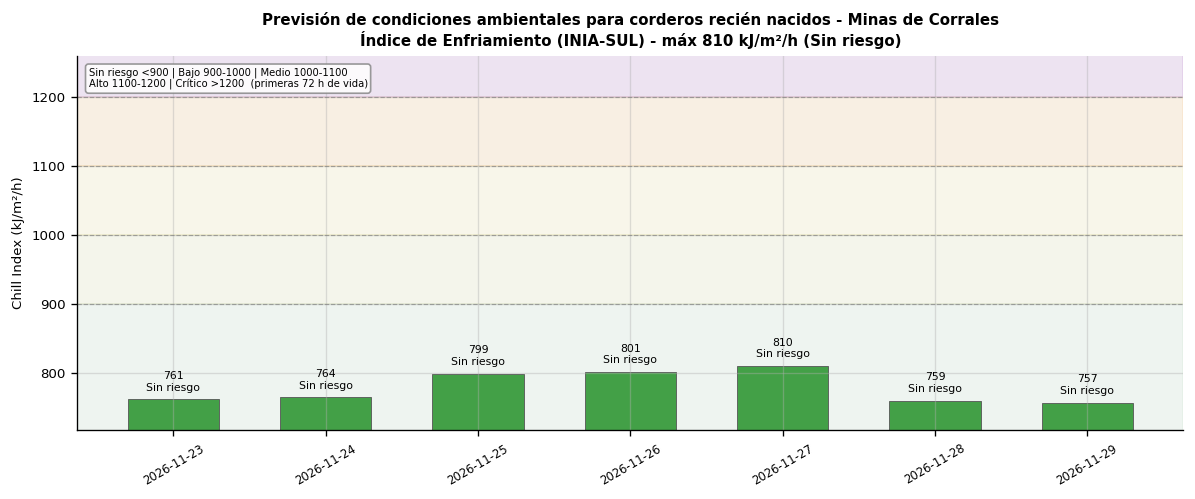 Previsión de condiciones ambientales para corderos recién nacidos - Minas de Corrales
Índice de Enfriamiento (INIA-SUL) - máx 810 kJ/m²/h (Sin riesgo)
Sin riesgo <900 | Bajo 900-1000 | Medio 1000-1100
Alto 1100-1200 | Crítico >1200  (primeras 72 h de vida)
Chill Index (kJ/m²/h)
1200
1100
1000
900
800
761
Sin riesgo
764
Sin riesgo
799
Sin riesgo
801
Sin riesgo
810
Sin riesgo
759
Sin riesgo
757
Sin riesgo
2026-11-23
2026-11-24
2026-11-25
2026-11-26
2026-11-27
2026-11-28
2026-11-29